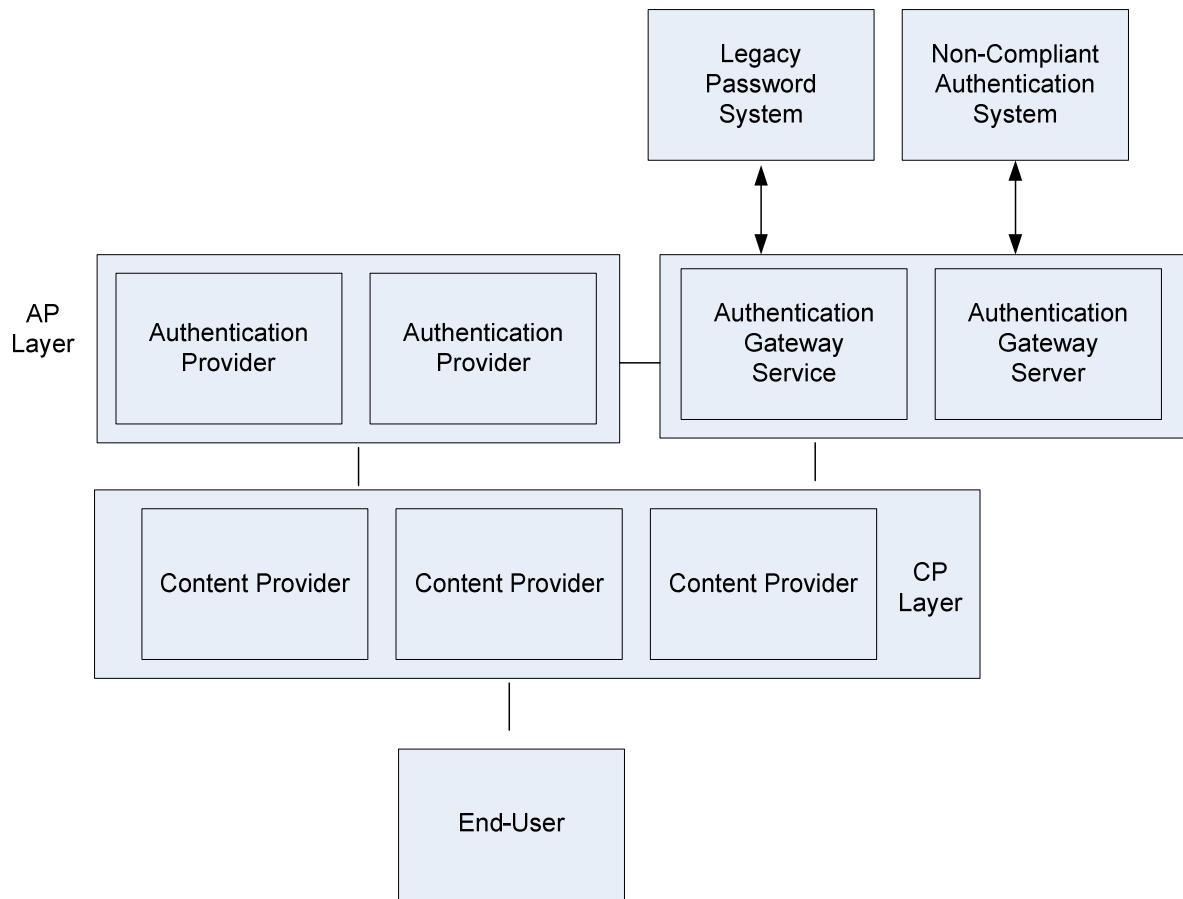 Legacy
Password
System
Non-Compliant
Authentication
System
AP
Layer
Authentication
Provider
Authentication
Provider
Authentication
Gateway
Service
Authentication
Gateway
Server
Content Provider
Content Provider
Content Provider
CP
Layer
End-User